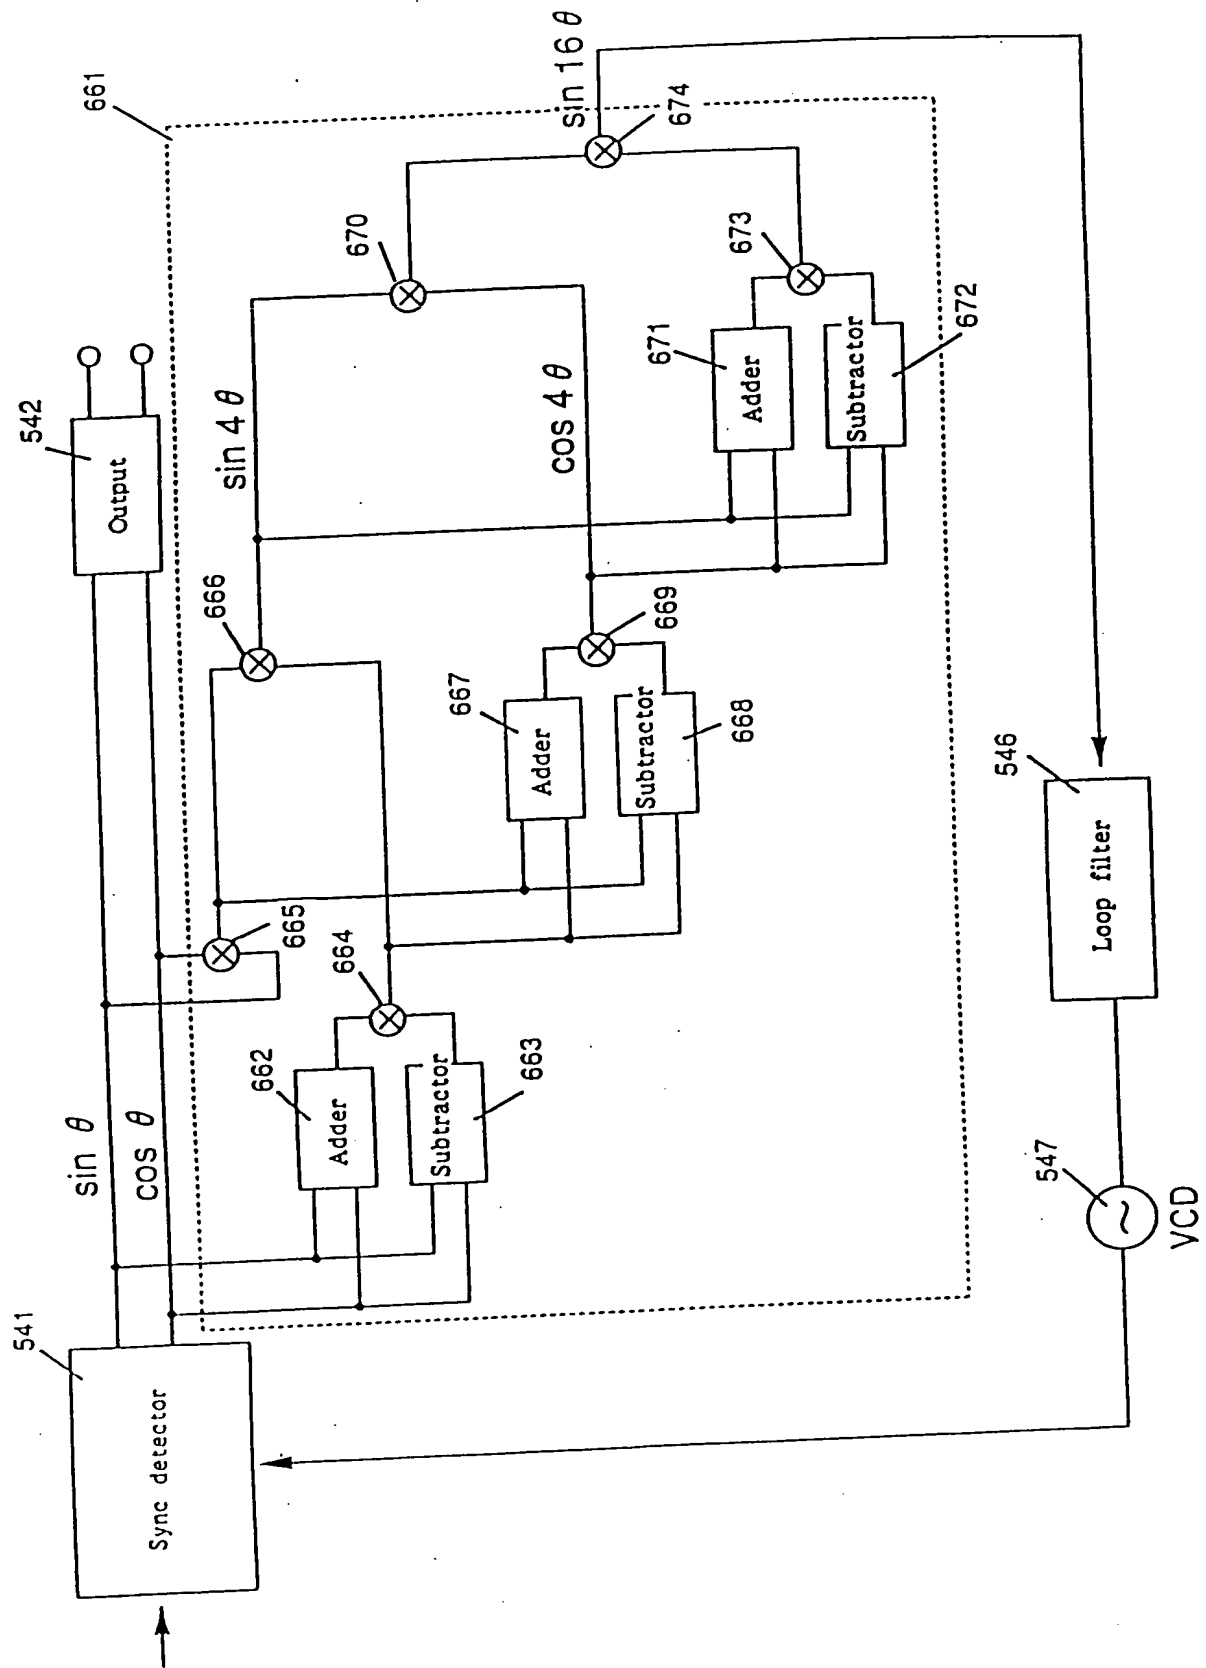 661
542
Output
sin θ
cos θ
541
Sync detector
662
Adder
663
Subtractor
664
665
666
667
Adder
668
Subtractor
669
sin 4 θ
cos 4 θ
670
671
Adder
672
Subtractor
673
674
sin 16 θ
546
Loop filter
547
VCD